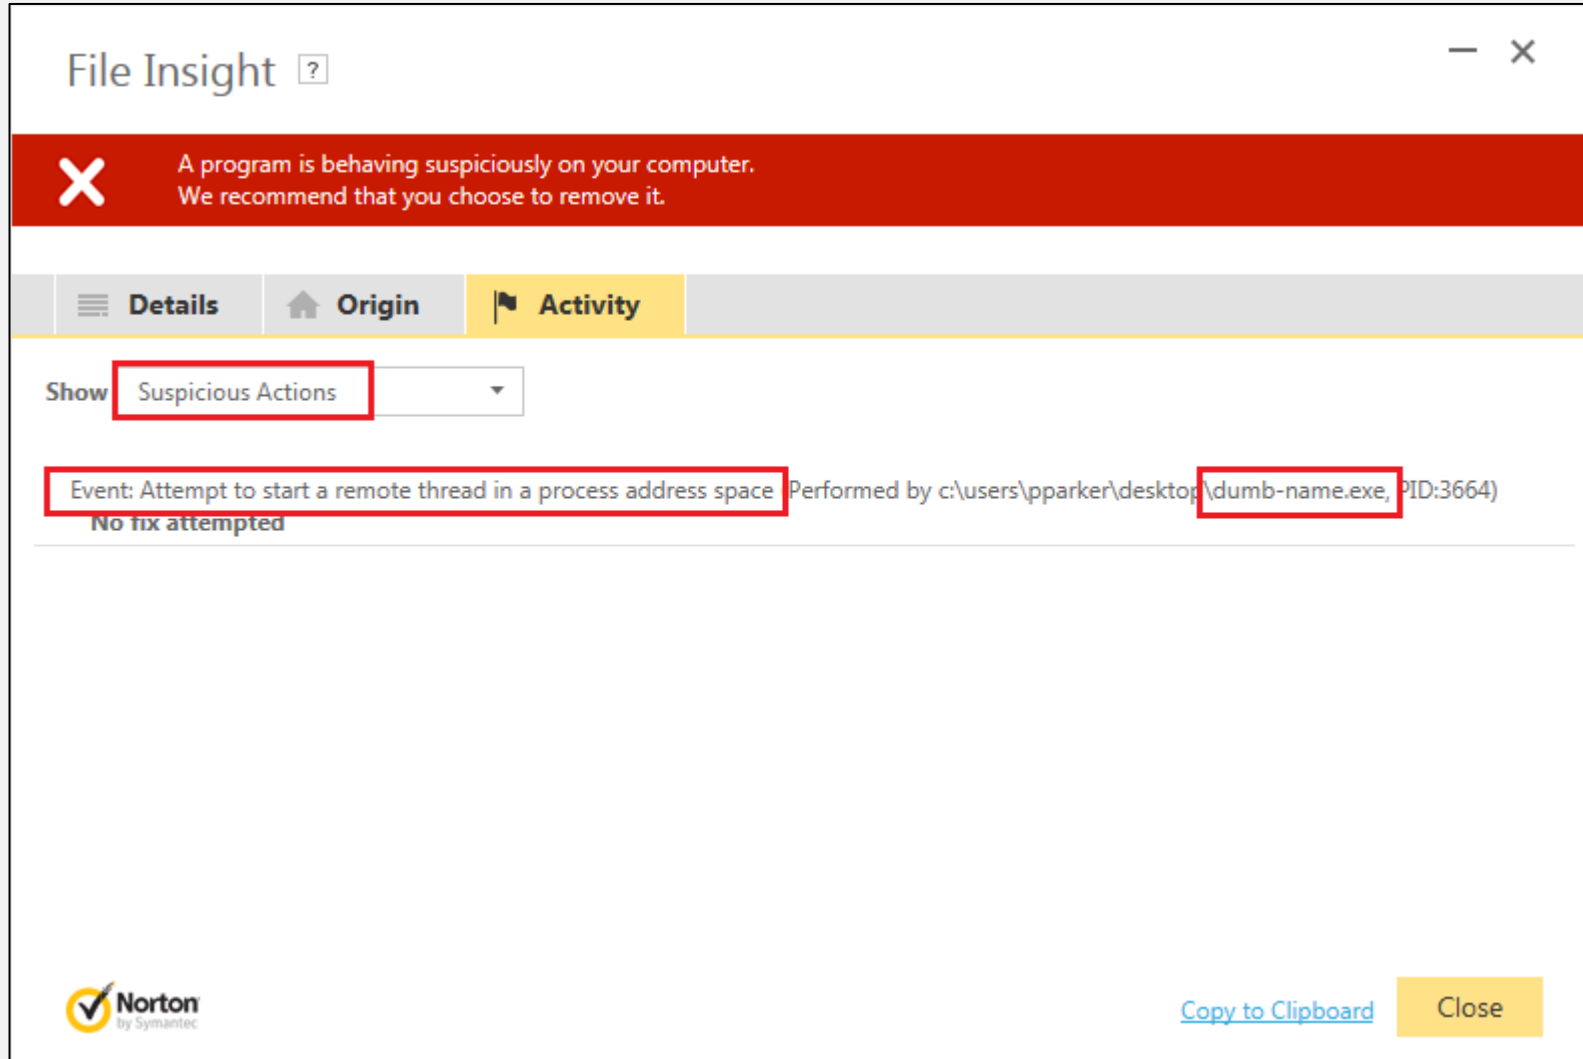 File Insight ?
A program is behaving suspiciously on your computer.
We recommend that you choose to remove it.
Details Origin Activity
Show Suspicious Actions
Event: Attempt to start a remote thread in a process address space (Performed by c:\users\pparker\desktop\dumb-name.exe, PID:3664)
No fix attempted
Norton
by Symantec
Copy to Clipboard
Close